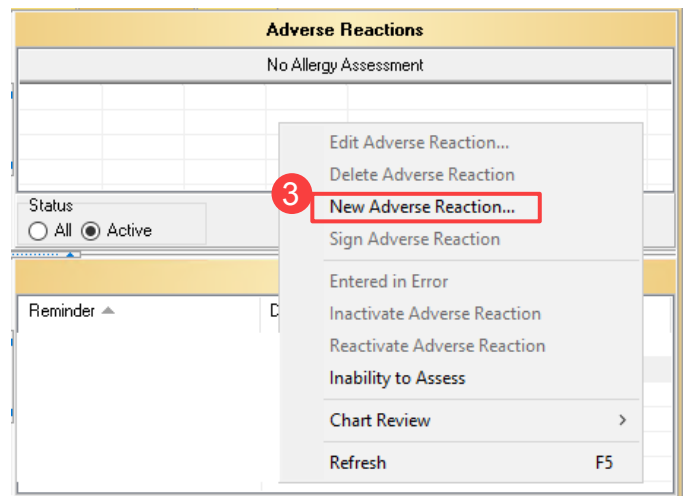 Adverse Reactions
No Allergy Assessment
Edit Adverse Reaction...
Delete Adverse Reaction
3
New Adverse Reaction...
Sign Adverse Reaction
Status
All Active
Entered in Error
Inactivate Adverse Reaction
Reactivate Adverse Reaction
Inability to Assess
Chart Review >
Refresh F5
Reminder
D